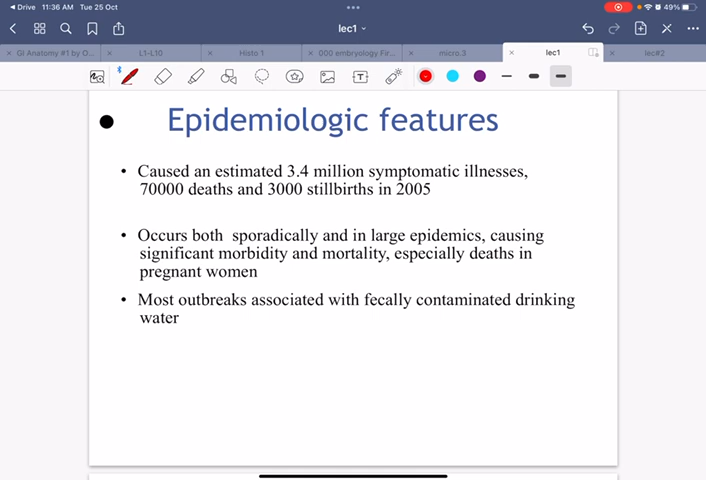 Drive 11:36 AM Tue 25 Oct
49%
lec1
GI Anatomy #1 by O...
L1-L10
Histo 1
000 embryology Fir...
micro.3
lec1
lec#2
Epidemiologic features
• Caused an estimated 3.4 million symptomatic illnesses,
70000 deaths and 3000 stillbirths in 2005
• Occurs both sporadically and in large epidemics, causing
significant morbidity and mortality, especially deaths in
pregnant women
• Most outbreaks associated with fecally contaminated drinking
water